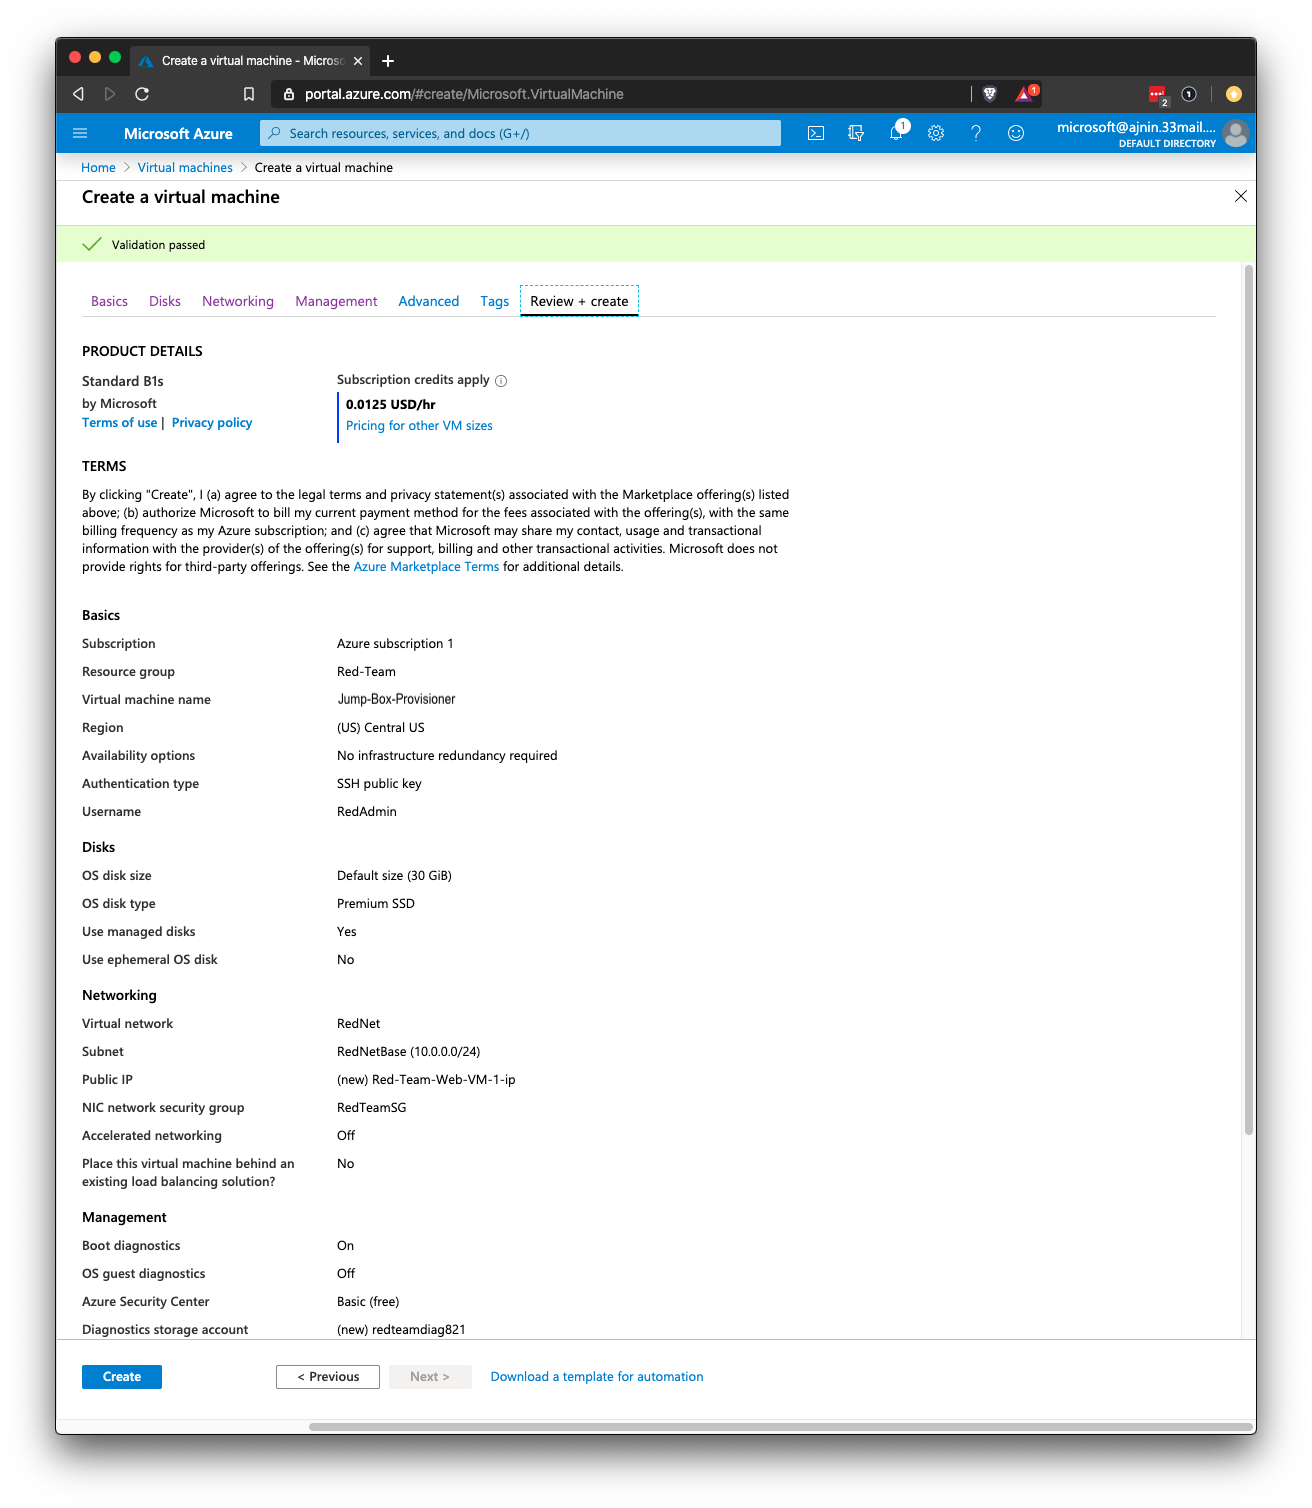 Create a virtual machine - Micros
portal.azure.com/#create/Microsoft.VirtualMachine
1
2
1
Microsoft Azure
Search resources, services, and docs (G+/)
1
microsoft@ajnin.33mail....
DEFAULT DIRECTORY
Home > Virtual machines > Create a virtual machine
Create a virtual machine
Validation passed
Basics Disks Networking Management Advanced Tags Review + create
PRODUCT DETAILS
Standard B1s
by Microsoft
Terms of use | Privacy policy
Subscription credits apply
0.0125 USD/hr
Pricing for other VM sizes
TERMS
By clicking "Create", I (a) agree to the legal terms and privacy statement(s) associated with the Marketplace offering(s) listed
above; (b) authorize Microsoft to bill my current payment method for the fees associated with the offering(s), with the same
billing frequency as my Azure subscription; and (c) agree that Microsoft may share my contact, usage and transactional
information with the provider(s) of the offering(s) for support, billing and other transactional activities. Microsoft does not
provide rights for third-party offerings. See the Azure Marketplace Terms for additional details.
Basics
Subscription Azure subscription 1
Resource group Red-Team
Virtual machine name Jump-Box-Provisioner
Region (US) Central US
Availability options No infrastructure redundancy required
Authentication type SSH public key
Username RedAdmin
Disks
OS disk size Default size (30 GiB)
OS disk type Premium SSD
Use managed disks Yes
Use ephemeral OS disk No
Networking
Virtual network RedNet
Subnet RedNetBase (10.0.0.0/24)
Public IP (new) Red-Team-Web-VM-1-ip
NIC network security group RedTeamSG
Accelerated networking Off
Place this virtual machine behind an No
existing load balancing solution?
Management
Boot diagnostics On
OS guest diagnostics Off
Azure Security Center Basic (free)
Diagnostics storage account (new) redteamdiag821
Create < Previous Next > Download a template for automation